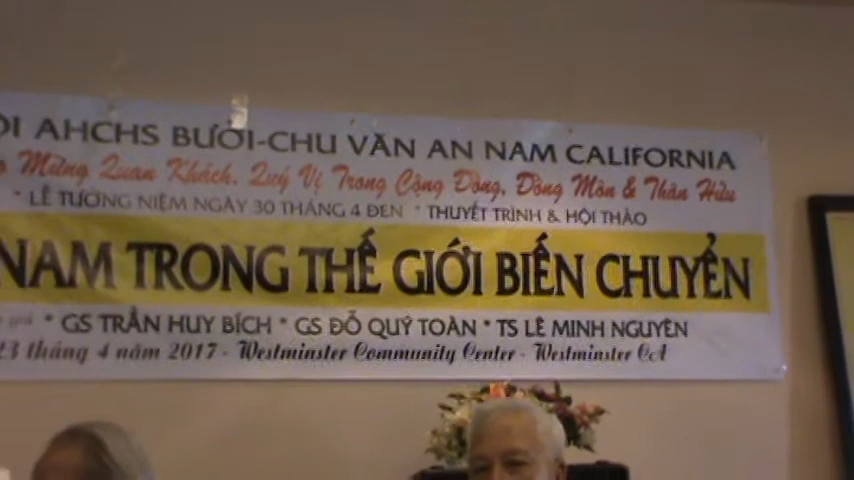 ỘI AHCHS BƯỞI-CHU VĂN AN NAM CALIFORNIA
Mừng Quan Khách, Quý Vị Trong Cộng Đồng, Đồng Môn & Thân Hữu
* LỄ TƯỞNG NIỆM NGÀY 30 THÁNG 4 ĐEN * THUYẾT TRÌNH & HỘI THẢO
NAM TRONG THẾ GIỚI BIẾN CHUYỂN
* GS TRẦN HUY BÍCH * GS ĐỖ QUÝ TOÀN * TS LÊ MINH NGUYÊN
23 tháng 4 năm 2017 - Westminster Community Center - Westminster CA